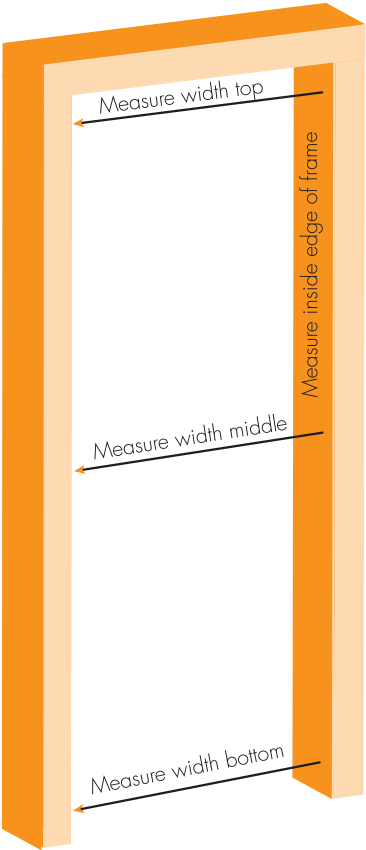 Measure width top
Measure inside edge of frame
Measure width middle
Measure width bottom